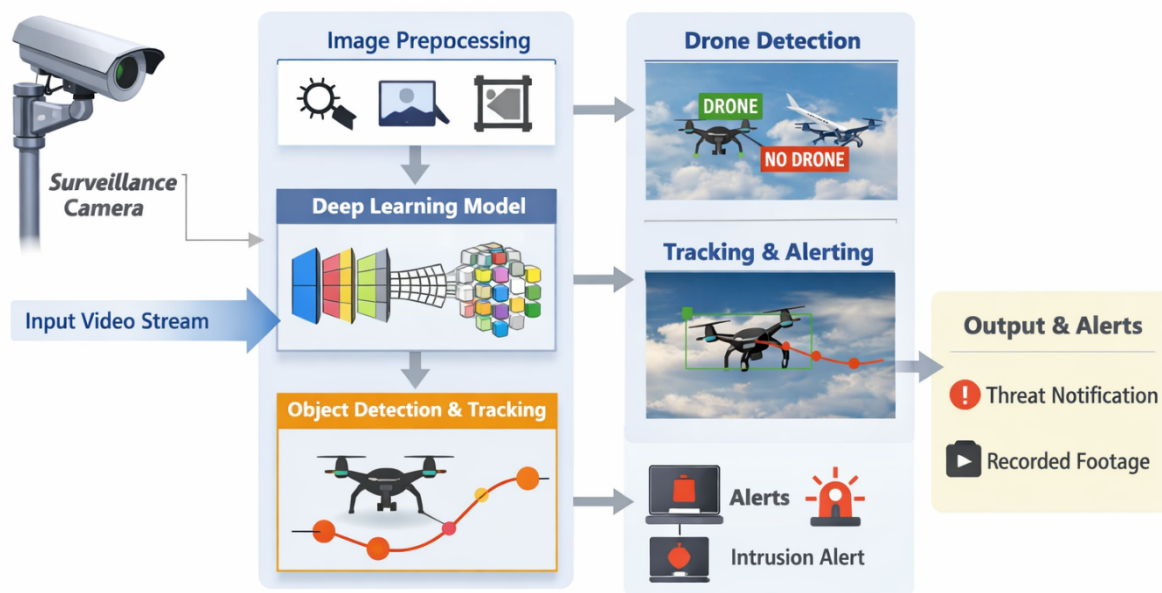 Image Prepocessing
Drone Detection
DRONE
NO DRONE
Surveillance
Camera
Deep Learning Model
Tracking & Alerting
Input Video Stream
Output & Alerts
Threat Notification
Recorded Footage
Object Detection & Tracking
Alerts
Intrusion Alert